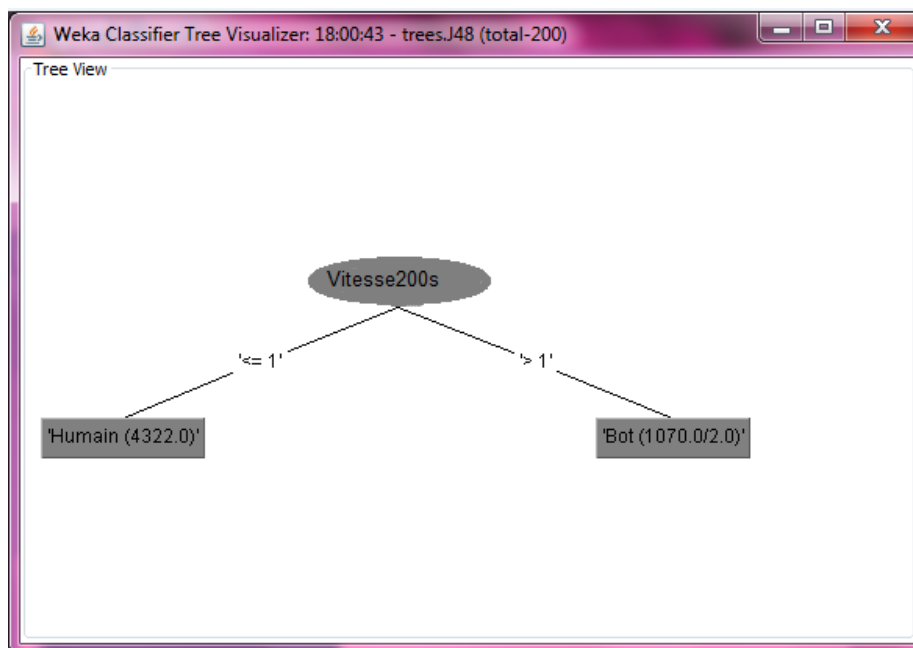 Weka Classifier Tree Visualizer: 18:00:43 - trees.J48 (total-200)
Tree View
Vitesse200s
'<= 1'
'> 1'
'Humain (4322.0)'
'Bot (1070.0/2.0)'